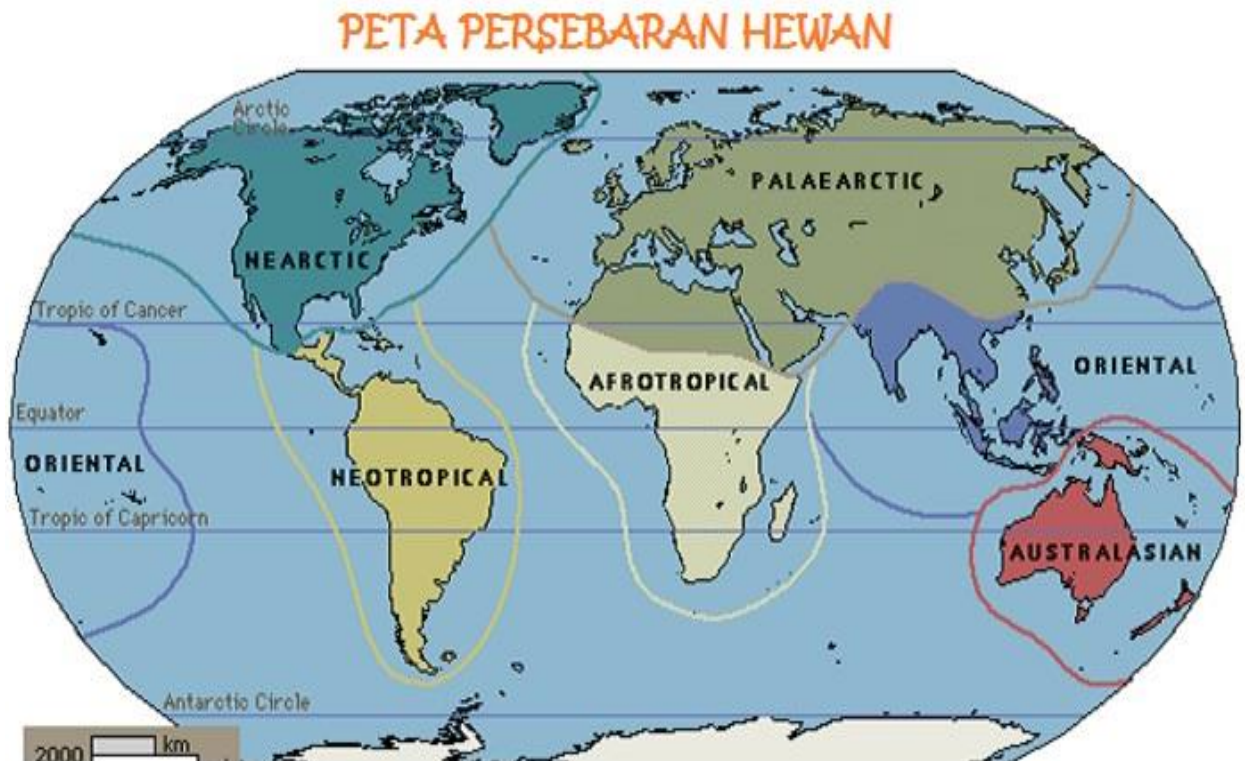 PETA PERSEBARAN HEWAN
Arctic
Circle
PALAEARCTIC
NEARCTIC
Tropic of Cancer
ORIENTAL
AFROTROPICAL
Equator
ORIENTAL
NEOTROPICAL
Tropic of Capricorn
AUSTRALASIAN
Antarctic Circle
2000 km